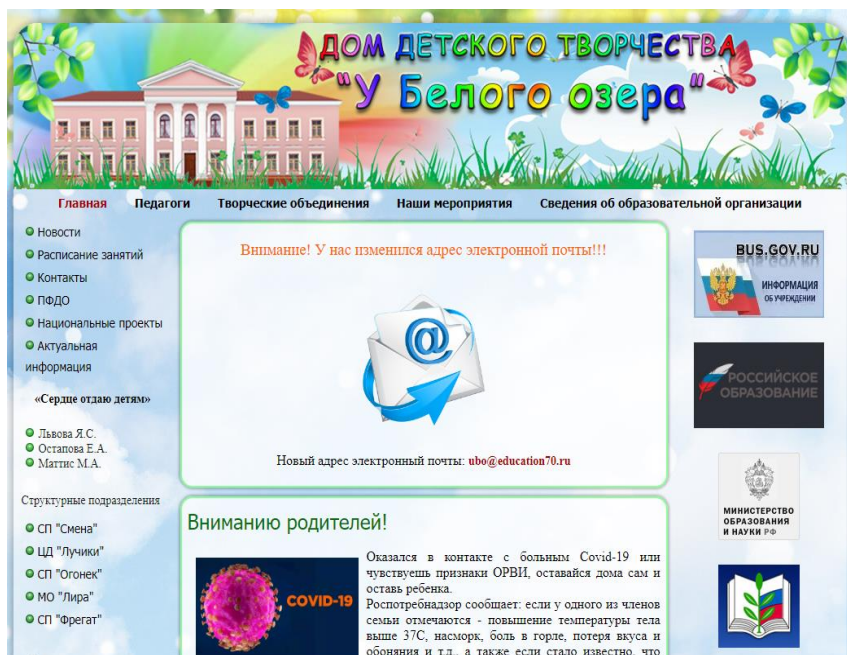 ДОМ ДЕТСКОГО ТВОРЧЕСТВА
"У Белого озера"
Главная Педагоги Творческие объединения Наши мероприятия Сведения об образовательной организации
Новости
Расписание занятий
Контакты
ПФДО
Национальные проекты
Актуальная
информация
«Сердце отдаю детям»
Львова Я.С.
Остапова Е.А.
Маттис М.А.
Структурные подразделения
СП "Смена"
ЦД "Лучики"
СП "Огонек"
МО "Лира"
СП "Фрегат"
Внимание! У нас изменился адрес электронной почты!!!
@
Новый адрес электронный почты: ubo@education70.ru
Вниманию родителей!
COVID-19
Оказался в контакте с больным Covid-19 или
чувствуешь признаки ОРВИ, оставайся дома сам и
оставь ребенка.
Роспотребнадзор сообщает: если у одного из членов
семьи отмечаются - повышение температуры тела
выше 37С, насморк, боль в горле, потеря вкуса и
обоняния и т.д., а также если стало известно, что
BUS.GOV.RU
ИНФОРМАЦИЯ
ОБ УЧРЕЖДЕНИИ
РОССИЙСКОЕ
ОБРАЗОВАНИЕ
МИНИСТЕРСТВО
ОБРАЗОВАНИЯ
И НАУКИ РФ